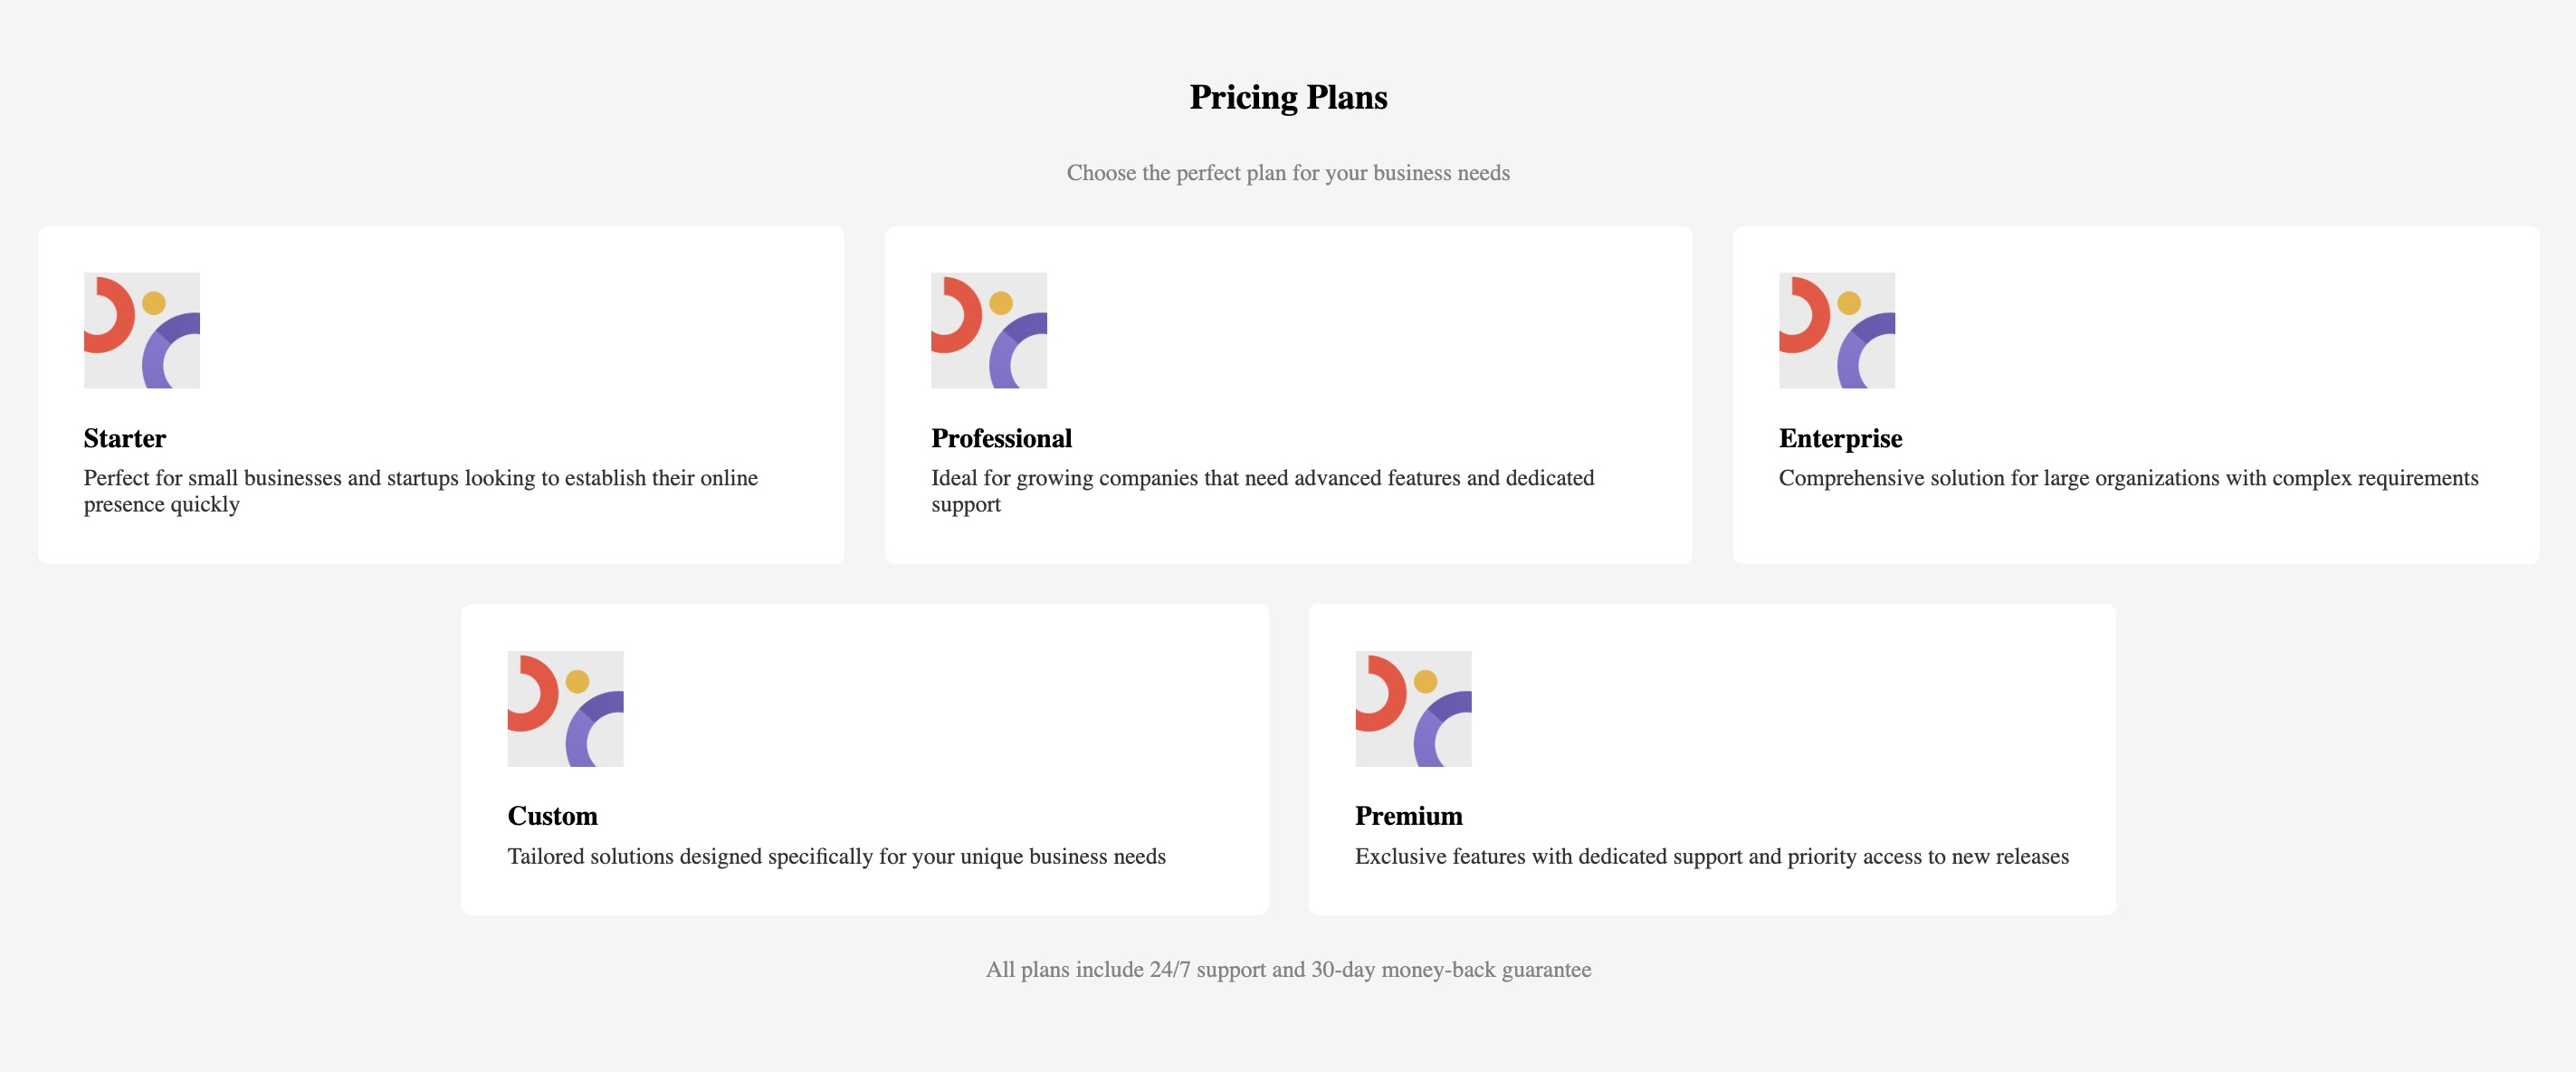 Pricing Plans
Choose the perfect plan for your business needs
Starter
Perfect for small businesses and startups looking to establish their online
presence quickly
Professional
Ideal for growing companies that need advanced features and dedicated
support
Enterprise
Comprehensive solution for large organizations with complex requirements
Custom
Tailored solutions designed specifically for your unique business needs
Premium
Exclusive features with dedicated support and priority access to new releases
All plans include 24/7 support and 30-day money-back guarantee